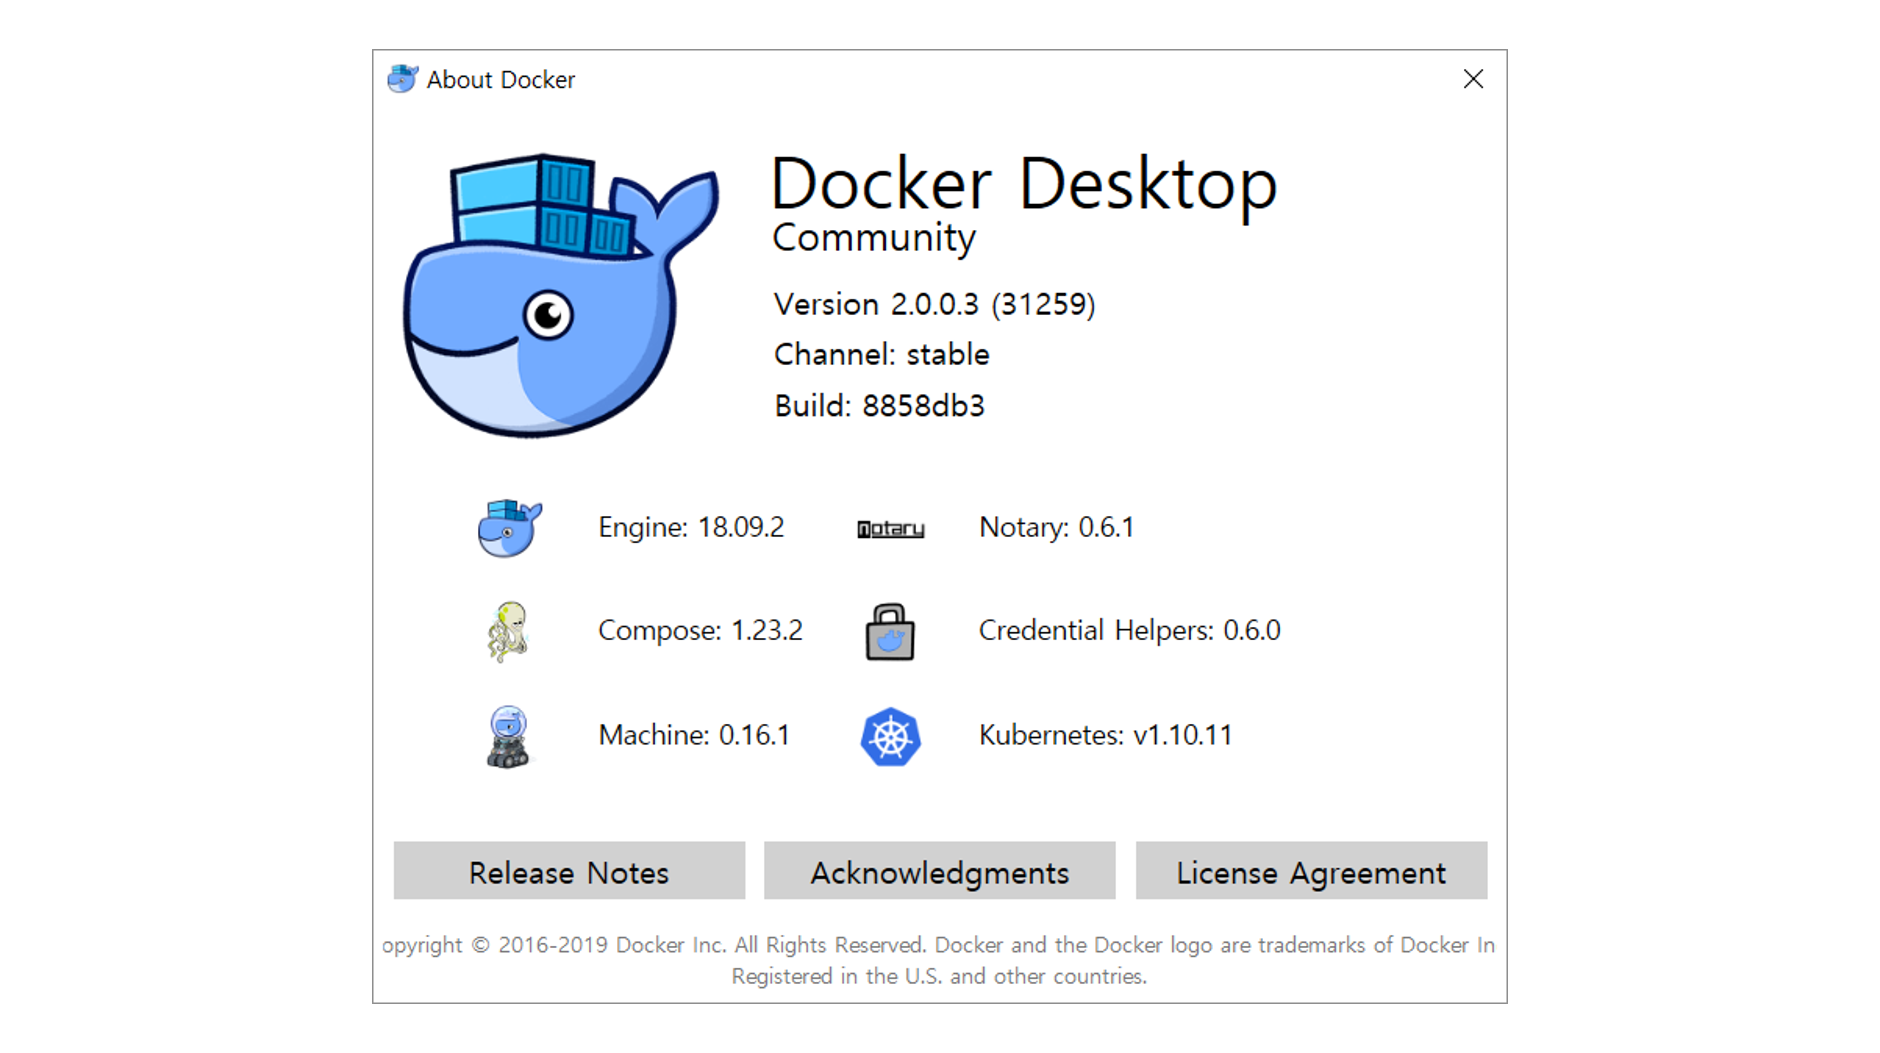 About Docker
Docker Desktop
Community
Version 2.0.0.3 (31259)
Channel: stable
Build: 8858db3
Engine: 18.09.2
notary
Notary: 0.6.1
Compose: 1.23.2
Credential Helpers: 0.6.0
Machine: 0.16.1
Kubernetes: v1.10.11
Release Notes
Acknowledgments
License Agreement
opyright © 2016-2019 Docker Inc. All Rights Reserved. Docker and the Docker logo are trademarks of Docker In
Registered in the U.S. and other countries.